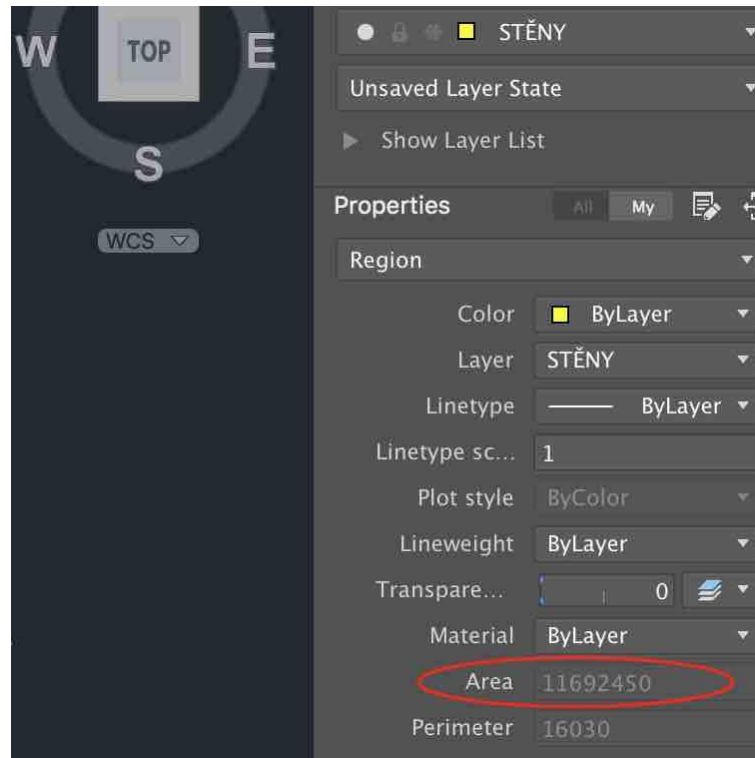 W TOP E
S
WCS
STĚNY
Unsaved Layer State
Show Layer List
Properties All My
Region
Color ByLayer
Layer STĚNY
Linetype ByLayer
Linetype sc... 1
Plot style ByColor
Lineweight ByLayer
Transpare... 0
Material ByLayer
Area 11692450
Perimeter 16030